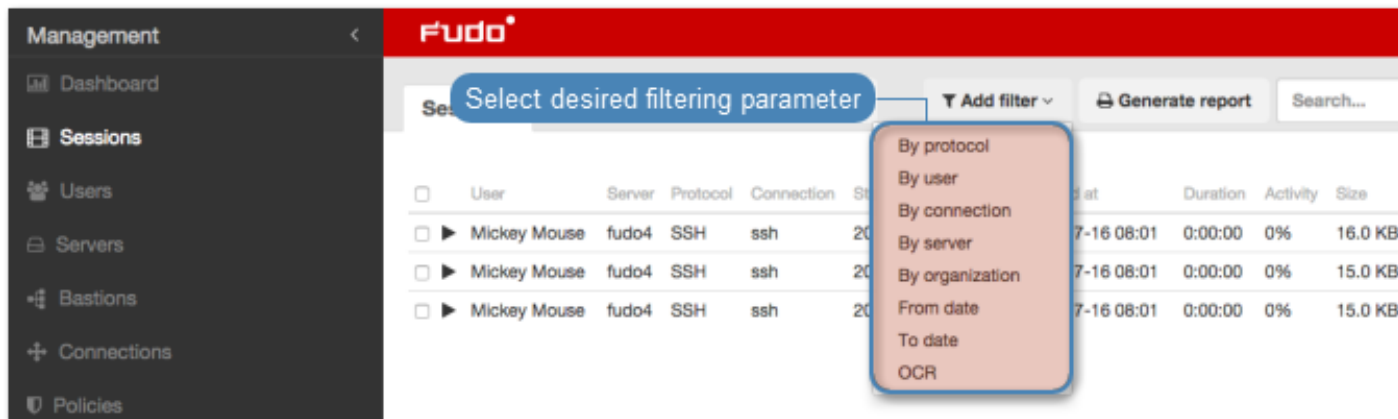 Management
Fudo
Dashboard
Select desired filtering parameter
Add filter
Generate report
Search...
Sessions
By protocol
By user
Users
User Server Protocol Connection Duration Activity Size
By connection
Mickey Mouse fudo4 SSH ssh 7-16 08:01 0:00:00 0% 16.0 KB
Servers
By server
Mickey Mouse fudo4 SSH ssh 7-16 08:01 0:00:00 0% 15.0 KB
By organization
Bastions
Mickey Mouse fudo4 SSH ssh 7-16 08:01 0:00:00 0% 15.0 KB
From date
To date
Connections
OCR
Policies